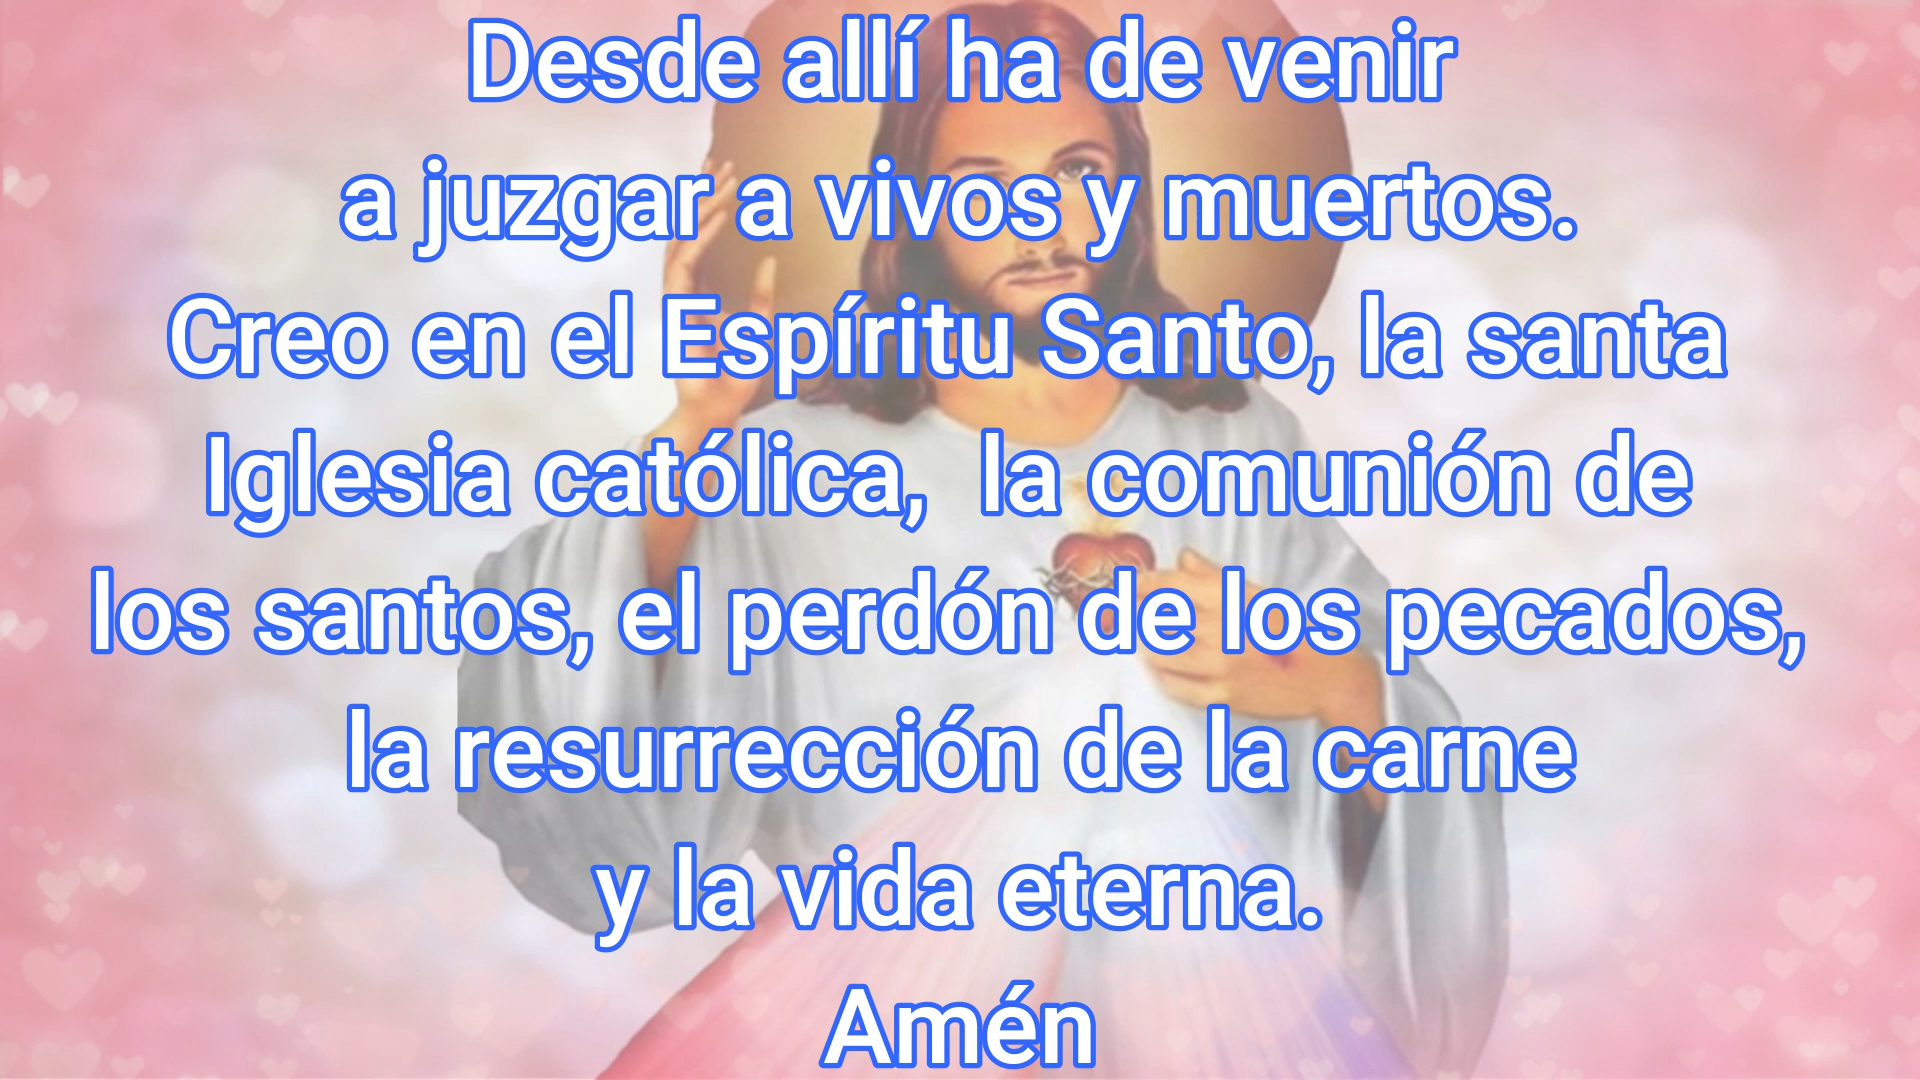 Desde allí ha de venir
a juzgar a vivos y muertos.
Creo en el Espíritu Santo, la santa
Iglesia católica,  la comunión de
los santos, el perdón de los pecados,
la resurrección de la carne
y la vida eterna.
Amén